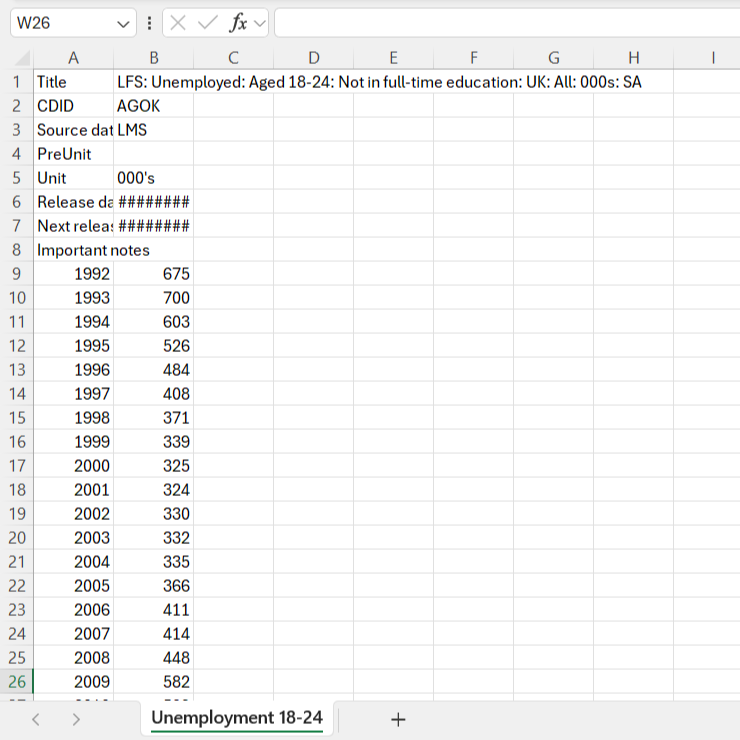 W26 fx
A B C D E F G H I
1 Title LFS: Unemployed: Aged 18-24: Not in full-time education: UK: All: 000s: SA
2 CDID AGOK
3 Source dat LMS
4 PreUnit
5 Unit 000's
6 Release da ########
7 Next releas ########
8 Important notes
9 1992 675
10 1993 700
11 1994 603
12 1995 526
13 1996 484
14 1997 408
15 1998 371
16 1999 339
17 2000 325
18 2001 324
19 2002 330
20 2003 332
21 2004 335
22 2005 366
23 2006 411
24 2007 414
25 2008 448
26 2009 582
Unemployment 18-24